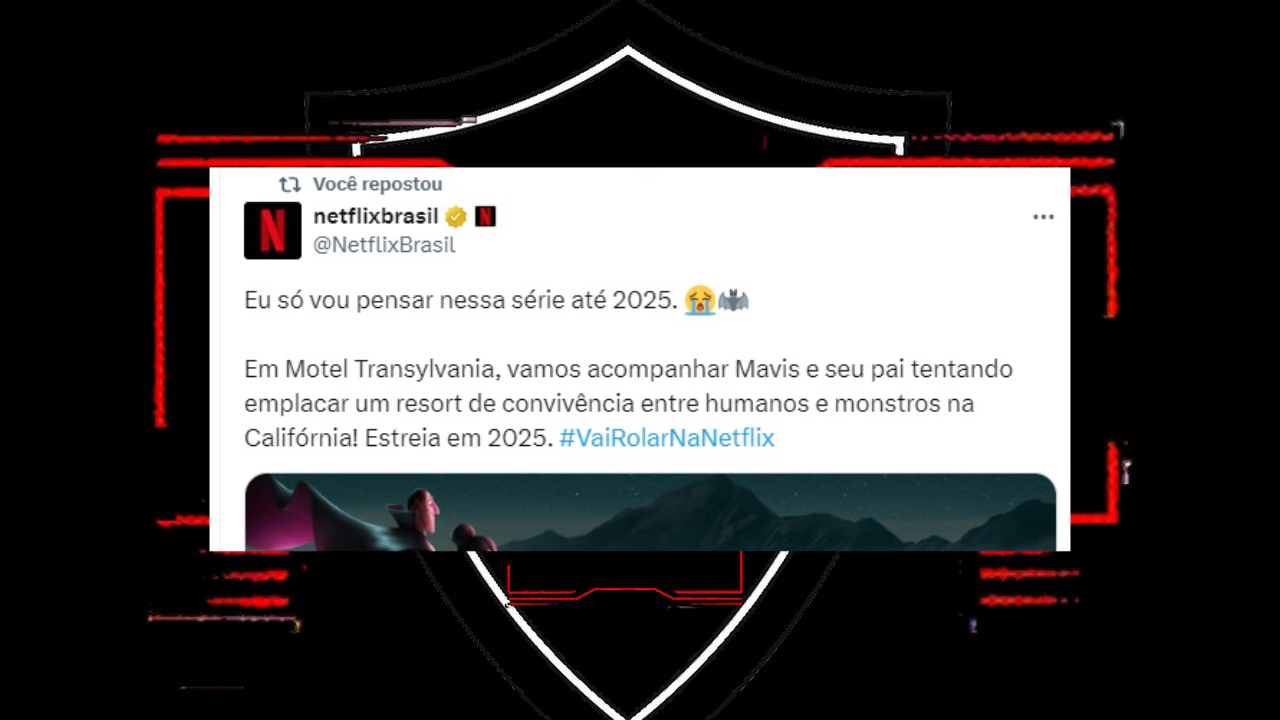 Você repostou
netflixbrasil
@NetflixBrasil
Eu só vou pensar nessa série até 2025. 😭🦇
Em Motel Transylvania, vamos acompanhar Mavis e seu pai tentando
emplacar um resort de convivência entre humanos e monstros na
Califórnia! Estreia em 2025. #VaiRolarNaNetflix